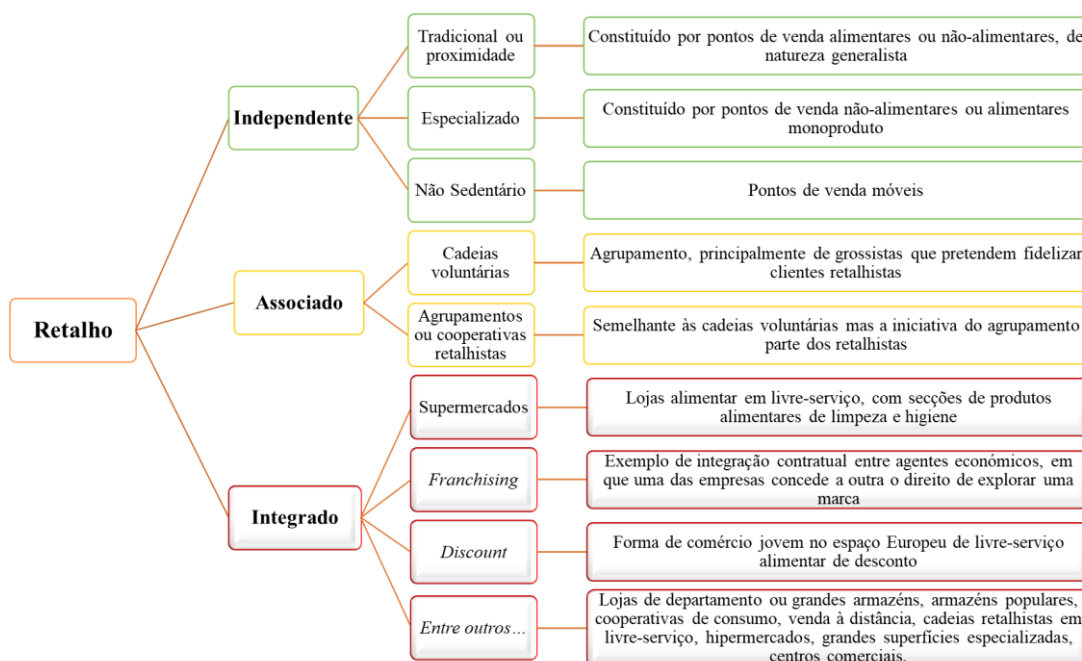 Retalho
Independente
Tradicional ou
proximidade
Constituído por pontos de venda alimentares ou não-alimentares, de
natureza generalista
Especializado
Constituído por pontos de venda não-alimentares ou alimentares
monoproduto
Não Sedentário
Pontos de venda móveis
Associado
Cadeias
voluntárias
Agrupamento, principalmente de grossistas que pretendem fidelizar
clientes retalhistas
Agrupamentos
ou cooperativas
retalhistas
Semelhante às cadeias voluntárias mas a iniciativa do agrupamento
parte dos retalhistas
Integrado
Supermercados
Lojas alimentar em livre-serviço, com secções de produtos
alimentares de limpeza e higiene
Franchising
Exemplo de integração contratual entre agentes económicos, em
que uma das empresas concede a outra o direito de explorar uma
marca
Discount
Forma de comércio jovem no espaço Europeu de livre-serviço
alimentar de desconto
Entre outros…
Lojas de departamento ou grandes armazéns, armazéns populares,
cooperativas de consumo, venda à distância, cadeias retalhistas em
livre-serviço, hipermercados, grandes superfícies especializadas,
centros comerciais.